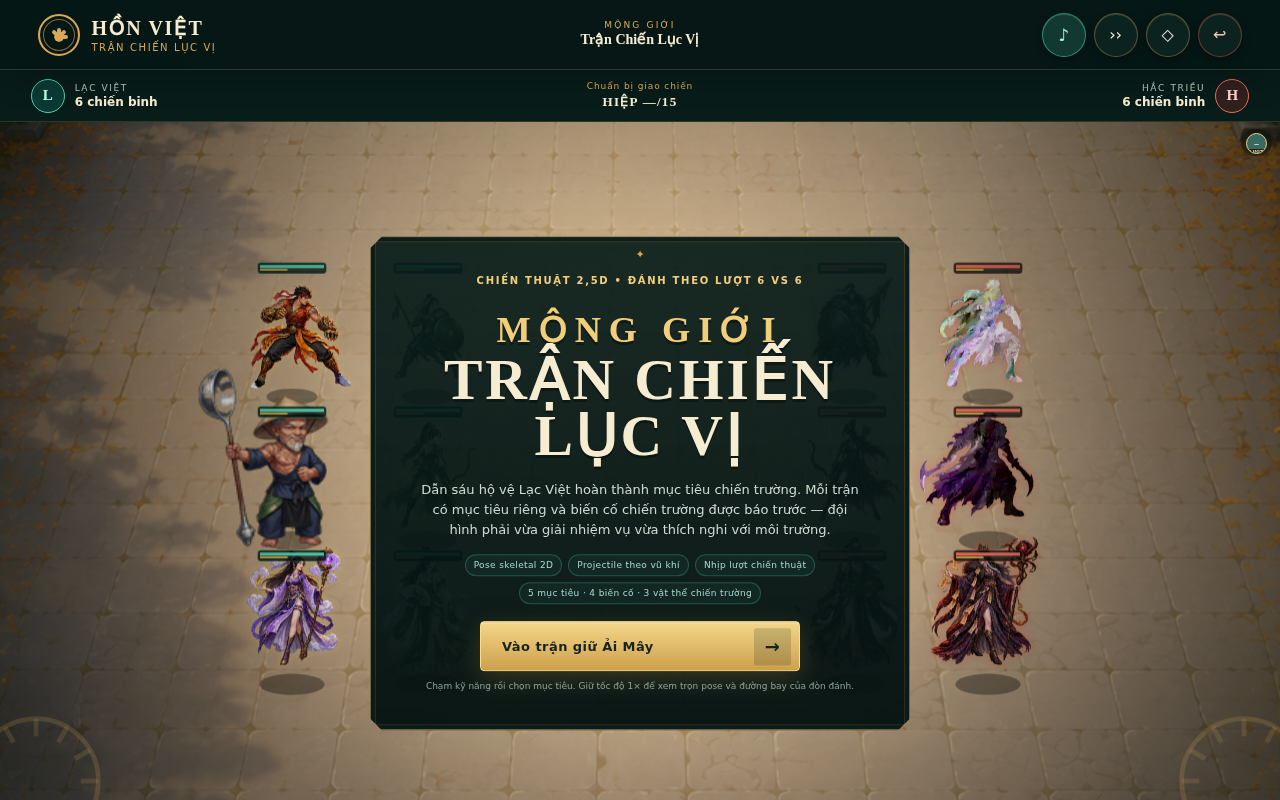 HỒN VIỆT
TRẬN CHIẾN LỤC VỊ
MỘNG GIỚI
Trận Chiến Lục Vị
L
LẠC VIỆT
6 chiến binh
Chuẩn bị giao chiến
HIỆP —/15
HẮC TRIỀU
6 chiến binh
H
CHIẾN THUẬT 2,5D • ĐÁNH THEO LƯỢT 6 VS 6
MỘNG GIỚI
TRẬN CHIẾN
LỤC VỊ
Dẫn sáu hộ vệ Lạc Việt hoàn thành mục tiêu chiến trường. Mỗi trận
có mục tiêu riêng và biến cố chiến trường được báo trước — đội
hình phải vừa giải nhiệm vụ vừa thích nghi với môi trường.
Pose skeletal 2D
Projectile theo vũ khí
Nhịp lượt chiến thuật
5 mục tiêu · 4 biến cố · 3 vật thể chiến trường
Vào trận giữ Ải Mây →
Chạm kỹ năng rồi chọn mục tiêu. Giữ tốc độ 1× để xem trọn pose và đường bay của đòn đánh.